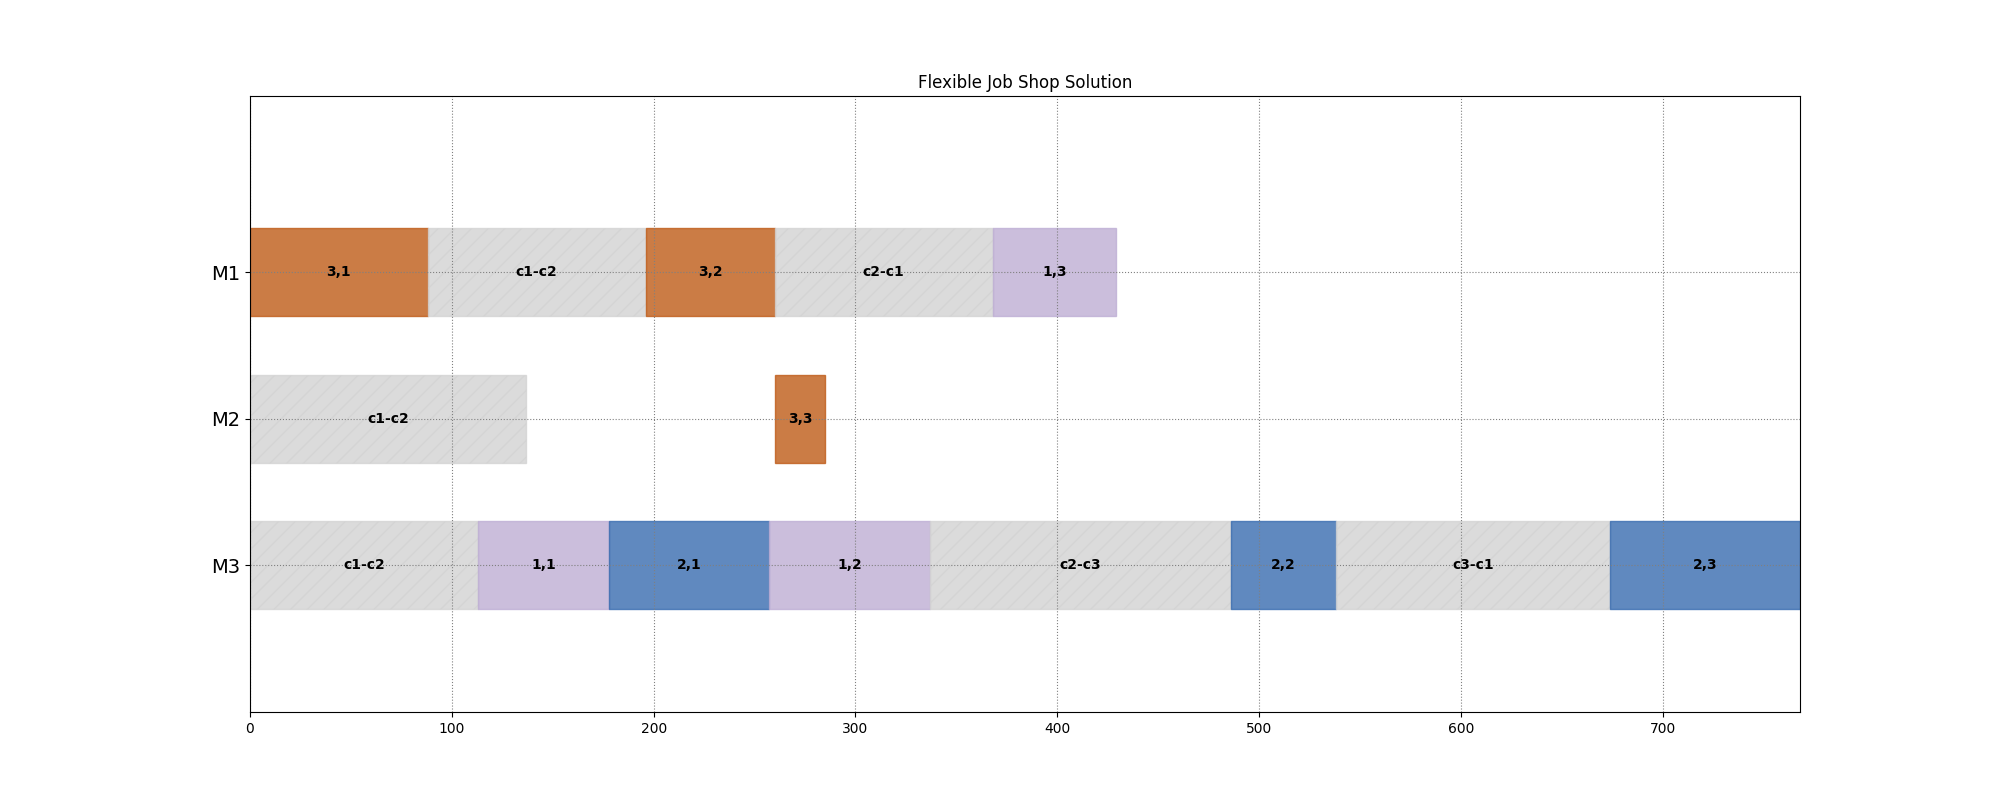 Flexible Job Shop Solution
M1
3,1 c1-c2 3,2 c2-c1 1,3
M2
c1-c2 3,3
M3
c1-c2 1,1 2,1 1,2 c2-c3 2,2 c3-c1 2,3
0 100 200 300 400 500 600 700